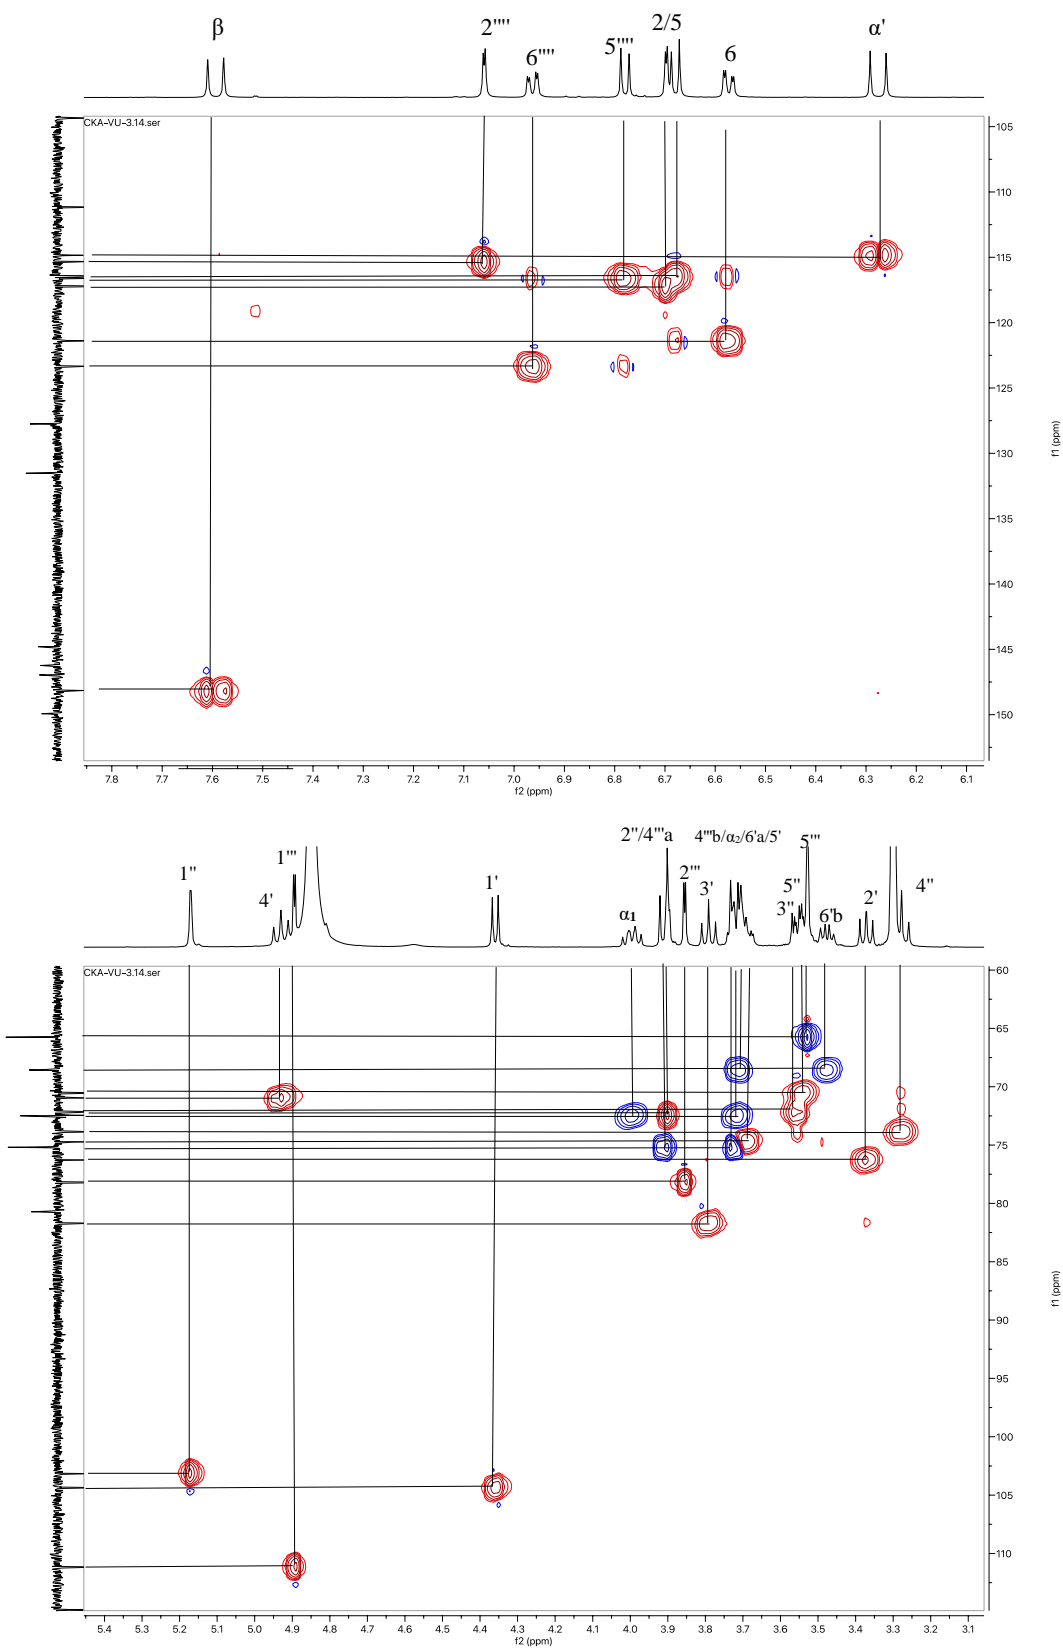 β
2''''
6''''
5''''
2/5
6
α'
CKA-VU-3.14.ser
105
110
115
120
125
130
135
140
145
150
f1 (ppm)
7.8 7.7 7.6 7.5 7.4 7.3 7.2 7.1 7.0 6.9 6.8 6.7 6.6 6.5 6.4 6.3 6.2 6.1
f2 (ppm)
1''
4'
1'''
1'
α1
2''/4'''a
2'''
3'
4'''b/α2/6'a/5'
3''
5''
5'''
6'b
2'
4''
CKA-VU-3.14.ser
60
65
70
75
80
85
90
95
100
105
110
f1 (ppm)
5.4 5.3 5.2 5.1 5.0 4.9 4.8 4.7 4.6 4.5 4.4 4.3 4.2 4.1 4.0 3.9 3.8 3.7 3.6 3.5 3.4 3.3 3.2 3.1
f2 (ppm)